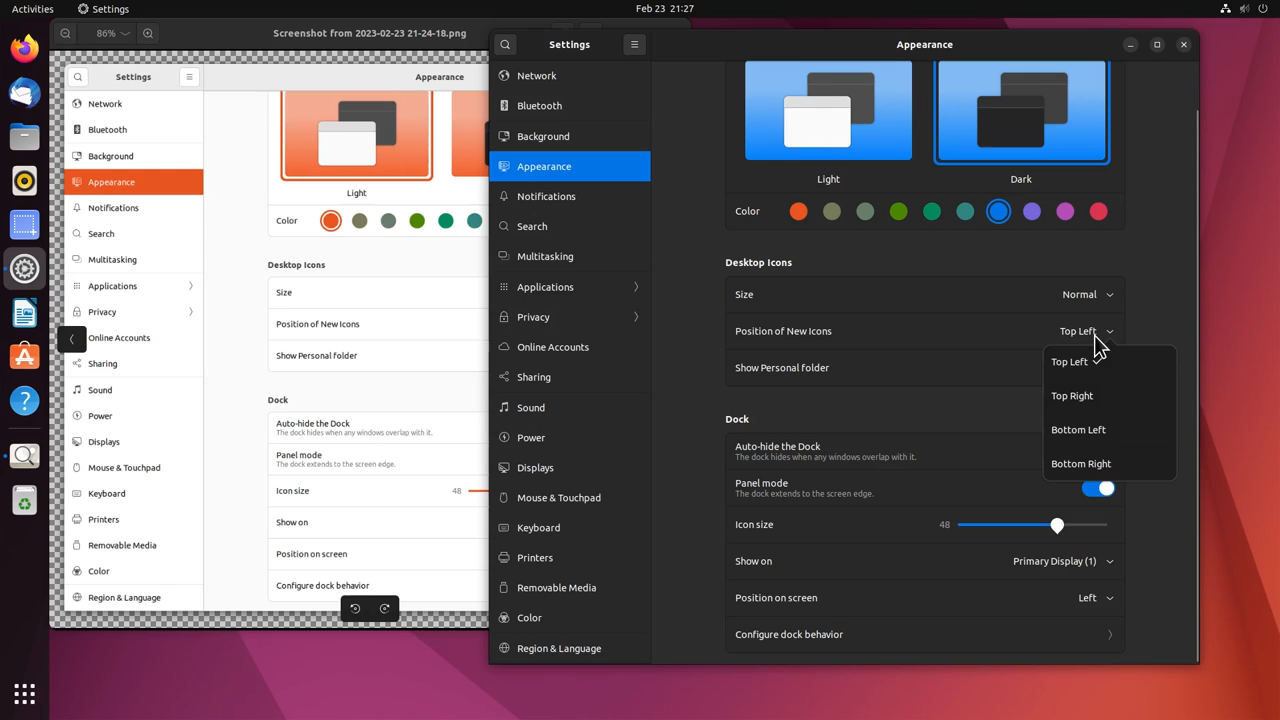 Activities
Settings
Feb 23 21:27
86%
Screenshot from 2023-02-23 21-24-18.png
Settings
Appearance
Network
Bluetooth
Background
Appearance
Notifications
Search
Multitasking
Applications
Privacy
Online Accounts
Sharing
Sound
Power
Displays
Mouse & Touchpad
Keyboard
Printers
Removable Media
Color
Region & Language
Light
Color
Desktop Icons
Size
Position of New Icons
Show Personal folder
Dock
Auto-hide the Dock
The dock hides when any windows overlap with it.
Panel mode
The dock extends to the screen edge.
Icon size 48
Show on
Position on screen
Configure dock behavior
Settings
Appearance
Network
Bluetooth
Background
Appearance
Notifications
Search
Multitasking
Applications
Privacy
Online Accounts
Sharing
Sound
Power
Displays
Mouse & Touchpad
Keyboard
Printers
Removable Media
Color
Region & Language
Light
Dark
Color
Desktop Icons
Size Normal
Position of New Icons Top Left
Show Personal folder
Top Left
Top Right
Bottom Left
Bottom Right
Dock
Auto-hide the Dock
The dock hides when any windows overlap with it.
Panel mode
The dock extends to the screen edge.
Icon size 48
Show on Primary Display (1)
Position on screen Left
Configure dock behavior